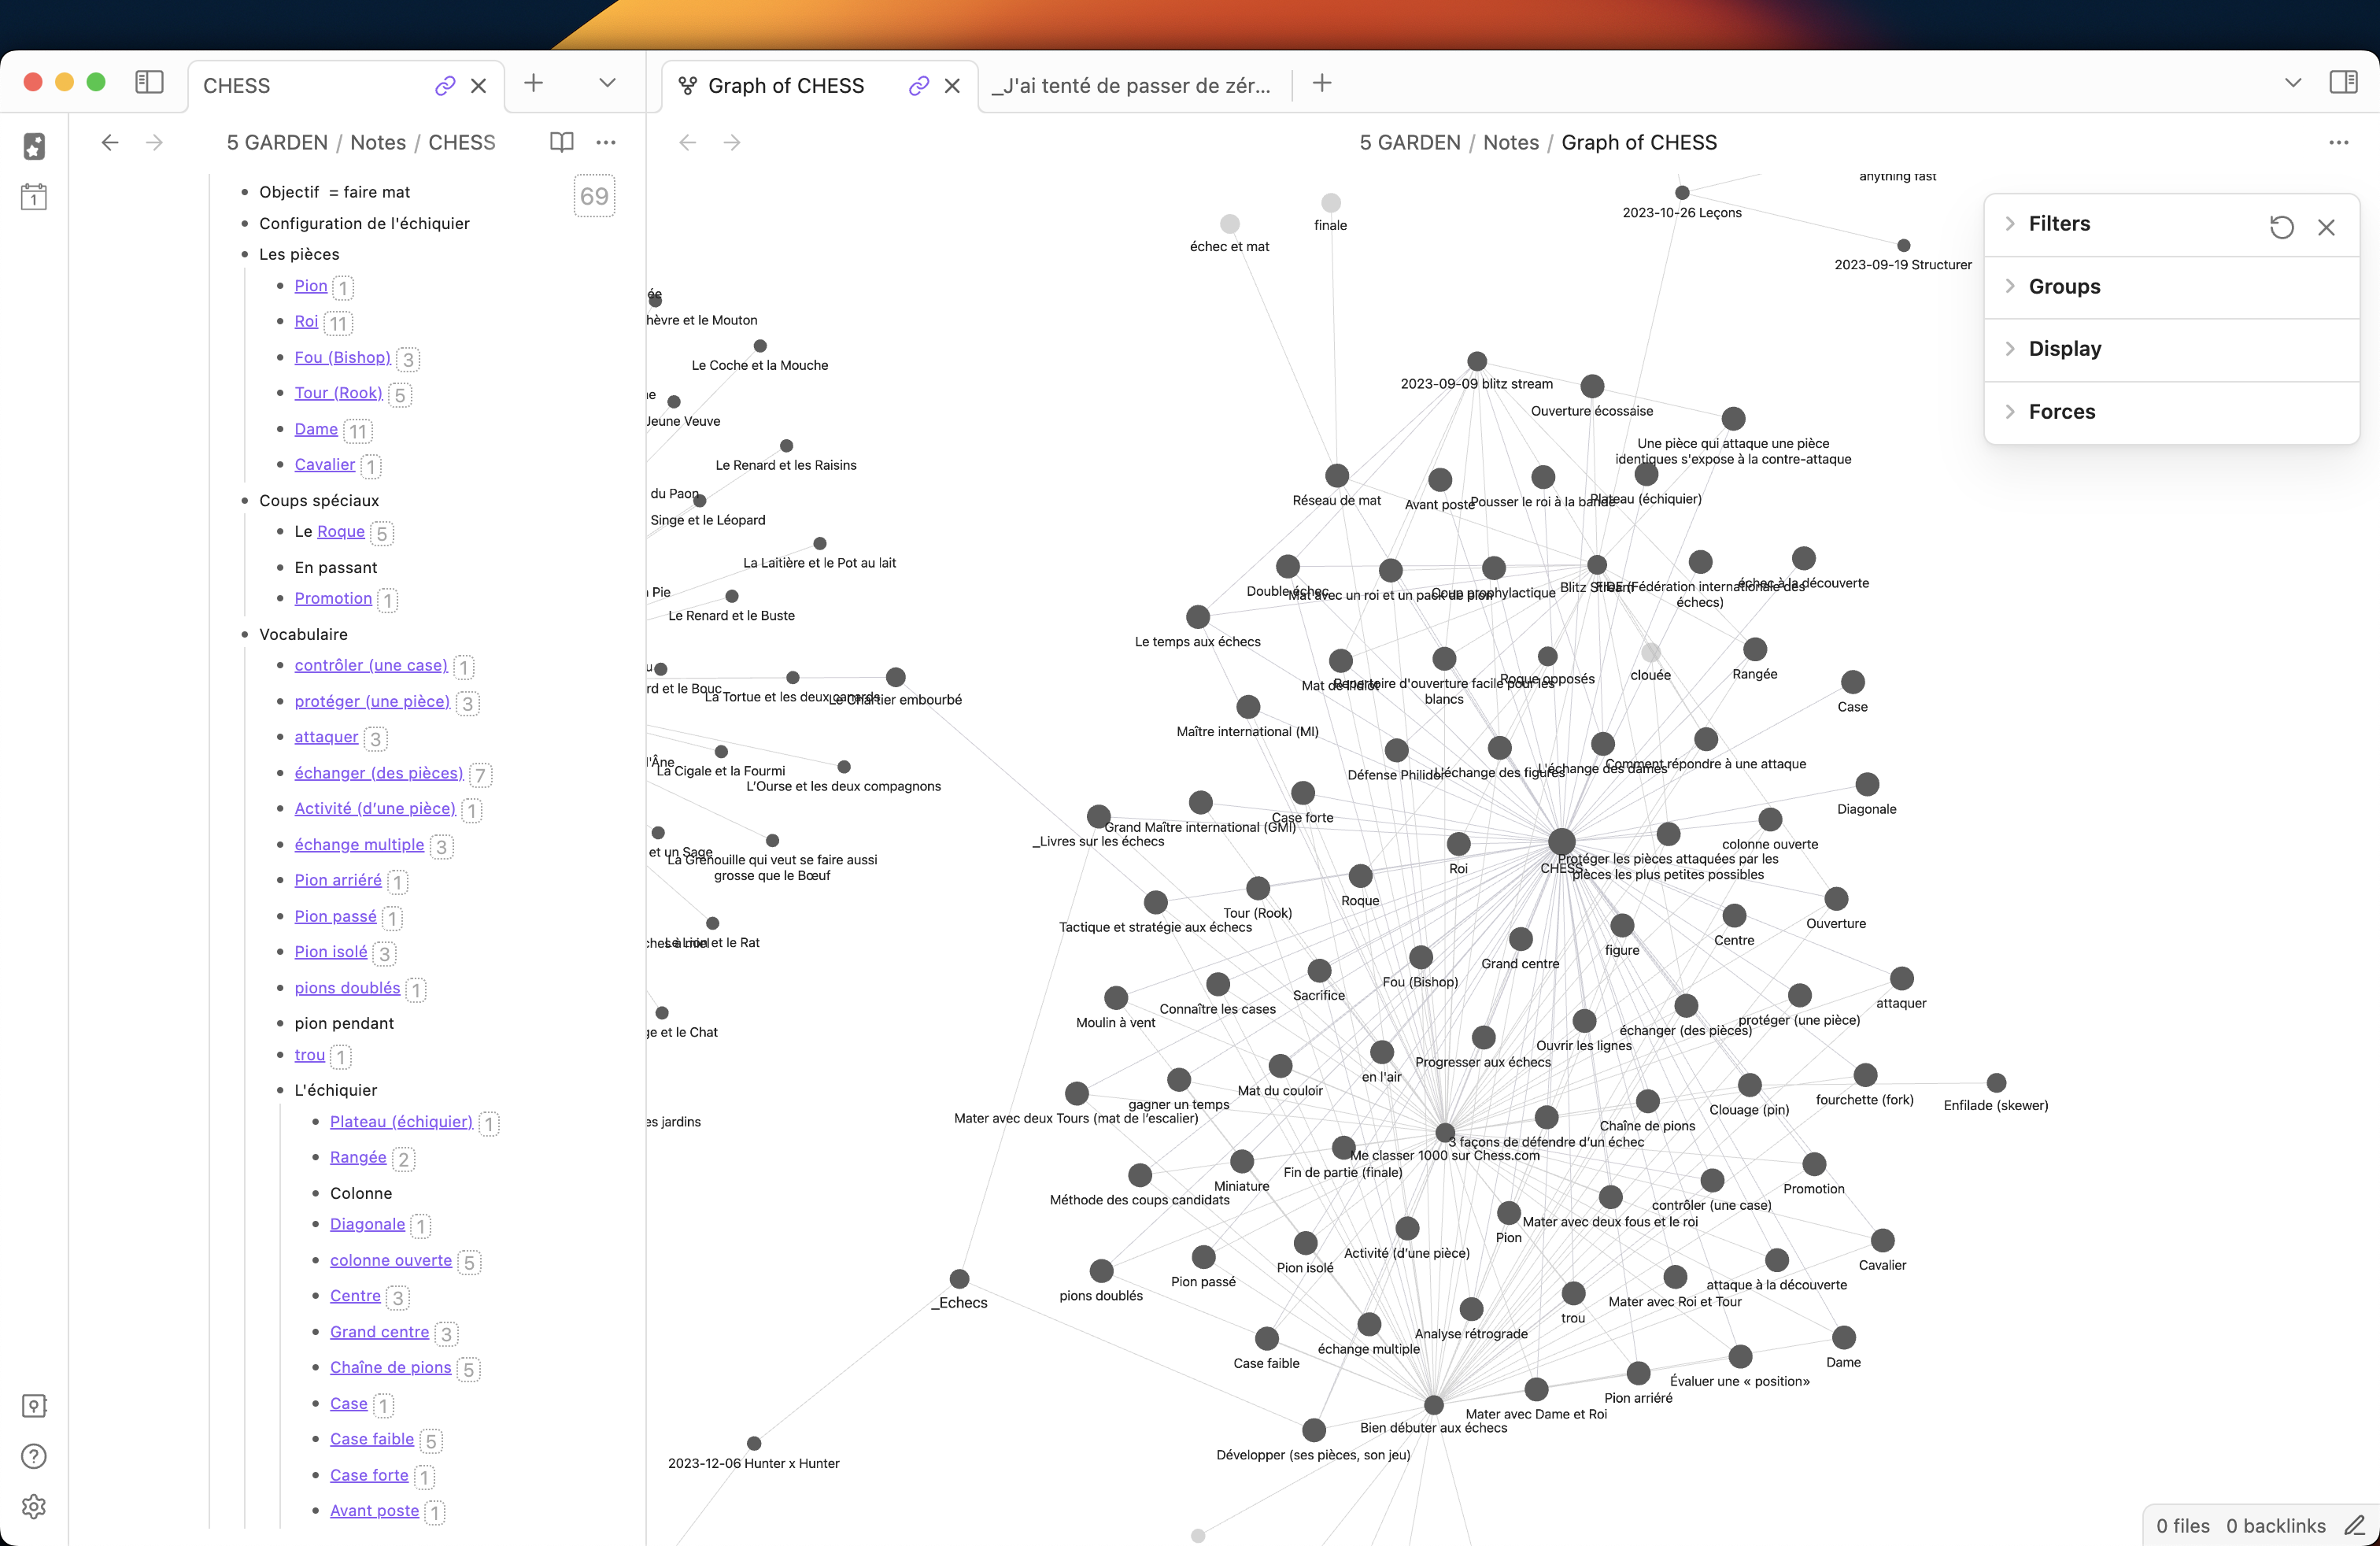 CHESS
Graph of CHESS
_J'ai tenté de passer de zér...
5 GARDEN / Notes / CHESS
5 GARDEN / Notes / Graph of CHESS
1
Objectif = faire mat
69
Configuration de l'échiquier
Les pièces
Pion 1
Roi 11
Fou (Bishop) 3
Tour (Rook) 5
Dame 11
Cavalier 1
Coups spéciaux
Le Roque 5
En passant
Promotion 1
Vocabulaire
contrôler (une case) 1
protéger (une pièce) 3
attaquer 3
échanger (des pièces) 7
Activité (d’une pièce) 1
échange multiple 3
Pion arriéré 1
Pion passé 1
Pion isolé 3
pions doublés 1
pion pendant
trou 1
L'échiquier
Plateau (échiquier) 1
Rangée 2
Colonne
Diagonale 1
colonne ouverte 5
Centre 3
Grand centre 3
Chaîne de pions 5
Case 1
Case faible 5
Case forte 1
Avant poste 1
anything fast
2023-10-26 Leçons
finale
échec et mat
2023-09-19 Structurer
Filters
Groups
Display
Forces
ée
hèvre et le Mouton
Le Coche et la Mouche
ne
Jeune Veuve
Le Renard et les Raisins
du Paon
Singe et le Léopard
La Laitière et le Pot au lait
Pie
Le Renard et le Buste
u
rd et le Bouc
La Tortue et les deux canards
Le Chartier embourbé
l'Âne
La Cigale et la Fourmi
L’Ourse et les deux compagnons
et un Sage
La Grenouille qui veut se faire aussi
grosse que le Bœuf
Le Lion et le Rat
ge et le Chat
es jardins
2023-09-09 blitz stream
Ouverture écossaise
Une pièce qui attaque une pièce
identiques s'expose à la contre-attaque
Réseau de mat
Avant poste
Pousser le roi à la bande
Plateau (échiquier)
Double échec
Mat avec un roi et un pack de pion
Coup prophylactique
Blitz Stream
FIDE (Fédération internationale des
échecs)
échec à la découverte
Le temps aux échecs
Mat de l'idiot
Repertoire d'ouverture facile pour les
blancs
Roque opposés
clouée
Rangée
Case
Maître international (MI)
Défense Philidor
L'échange des figures
L'échange des dames
Comment répondre à une attaque
Diagonale
Case forte
Grand Maître international (GMI)
_Livres sur les échecs
Roi
CHESS
Protéger les pièces attaquées par les
pièces les plus petites possibles
colonne ouverte
Roque
Tour (Rook)
Tactique et stratégie aux échecs
Ouverture
Centre
figure
Grand centre
Fou (Bishop)
Sacrifice
Connaître les cases
Moulin à vent
attaquer
protéger (une pièce)
échanger (des pièces)
Ouvrir les lignes
Progresser aux échecs
en l'air
Mat du couloir
gagner un temps
Mater avec deux Tours (mat de l’escalier)
Enfilade (skewer)
fourchette (fork)
Clouage (pin)
Chaîne de pions
3 façons de défendre d’un échec
Me classer 1000 sur Chess.com
Fin de partie (finale)
Miniature
Méthode des coups candidats
Promotion
contrôler (une case)
Mater avec deux fous et le roi
Pion
Activité (d’une pièce)
Pion isolé
Pion passé
pions doublés
_Echecs
Cavalier
attaque à la découverte
Mater avec Roi et Tour
trou
Analyse rétrograde
échange multiple
Case faible
Dame
Évaluer une « position»
Pion arriéré
Mater avec Dame et Roi
Bien débuter aux échecs
Développer (ses pièces, son jeu)
2023-12-06 Hunter x Hunter
0 files 0 backlinks